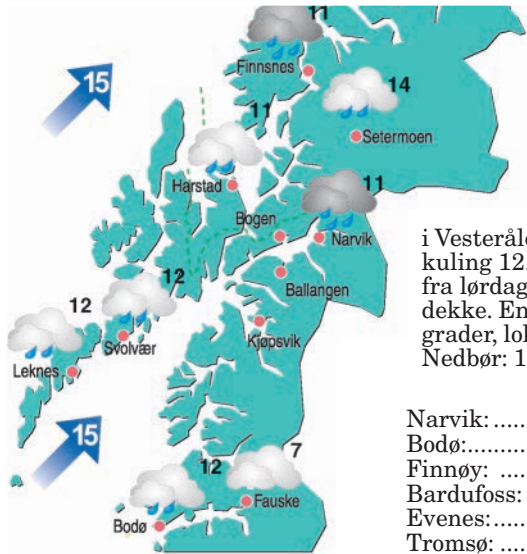 11
Finnsnes
15
14
Setermoen
11
Harstad
11
Bogen
Narvik
Ballangen
12
12
Svolvær
Leknes
Kjøpsvik
15
12
7
Fauske
Bodø
i Vesterål
kuling 12.
fra lørdag
dekke. En
grader, lo
Nedbør: 1
Narvik: .....
Bodø:.........
Finnøy: ....
Bardufoss:
Evenes:.....
Tromsø: ....